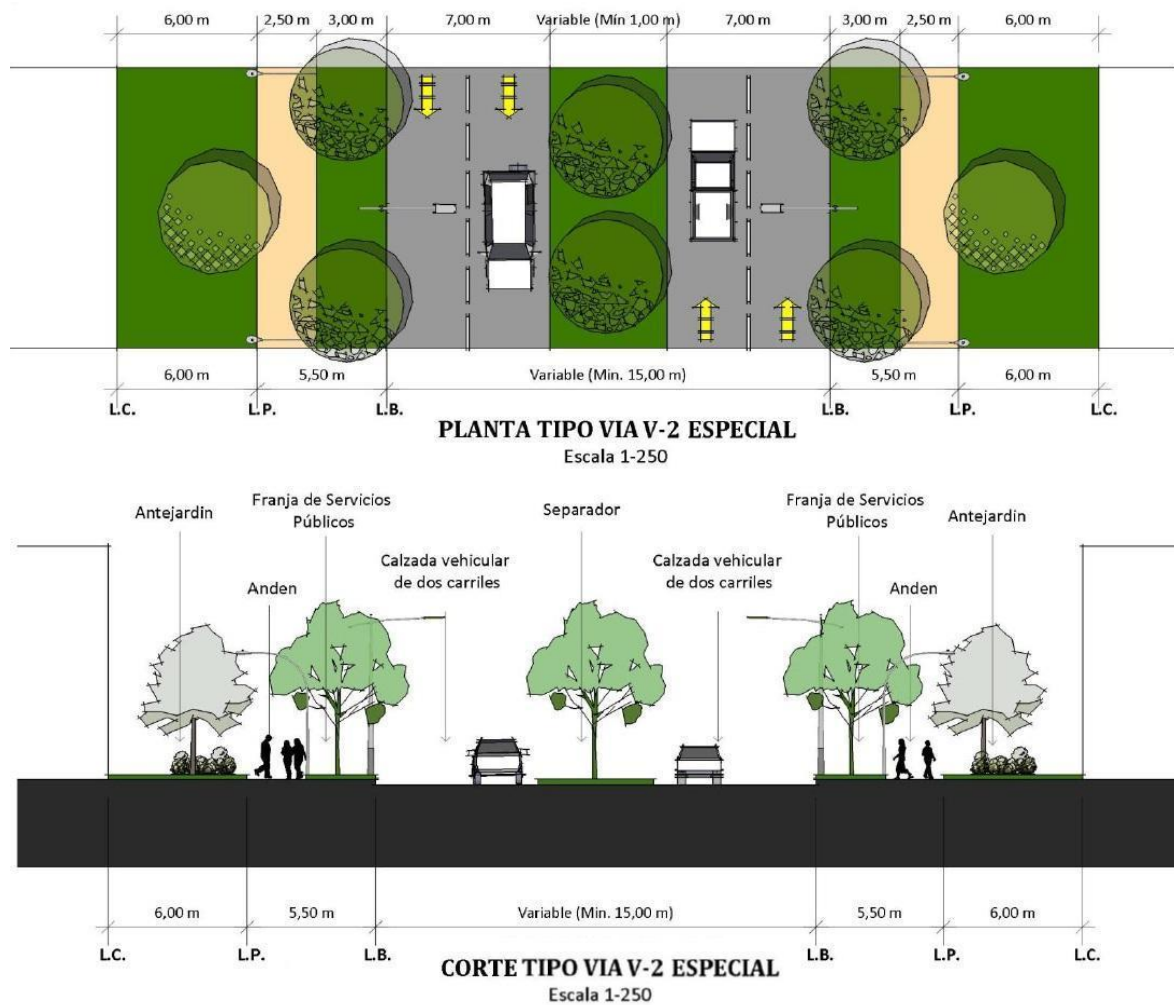 6,00 m 2,50 m 3,00 m 7,00 m Variable (Mín 1,00 m) 7,00 m 3,00 m 2,50 m 6,00 m
6,00 m 5,50 m Variable (Min. 15,00 m) 5,50 m 6,00 m
L.C. L.P. L.B. L.B. L.P. L.C.
PLANTA TIPO VIA V-2 ESPECIAL
Escala 1-250
Antejardin
Franja de Servicios
Públicos
Separador
Franja de Servicios
Públicos
Antejardin
Anden
Calzada vehicular
de dos carriles
Calzada vehicular
de dos carriles
Anden
6,00 m 5,50 m Variable (Min. 15,00 m) 5,50 m 6,00 m
L.C. L.P. L.B. L.B. L.P. L.C.
CORTE TIPO VIA V-2 ESPECIAL
Escala 1-250